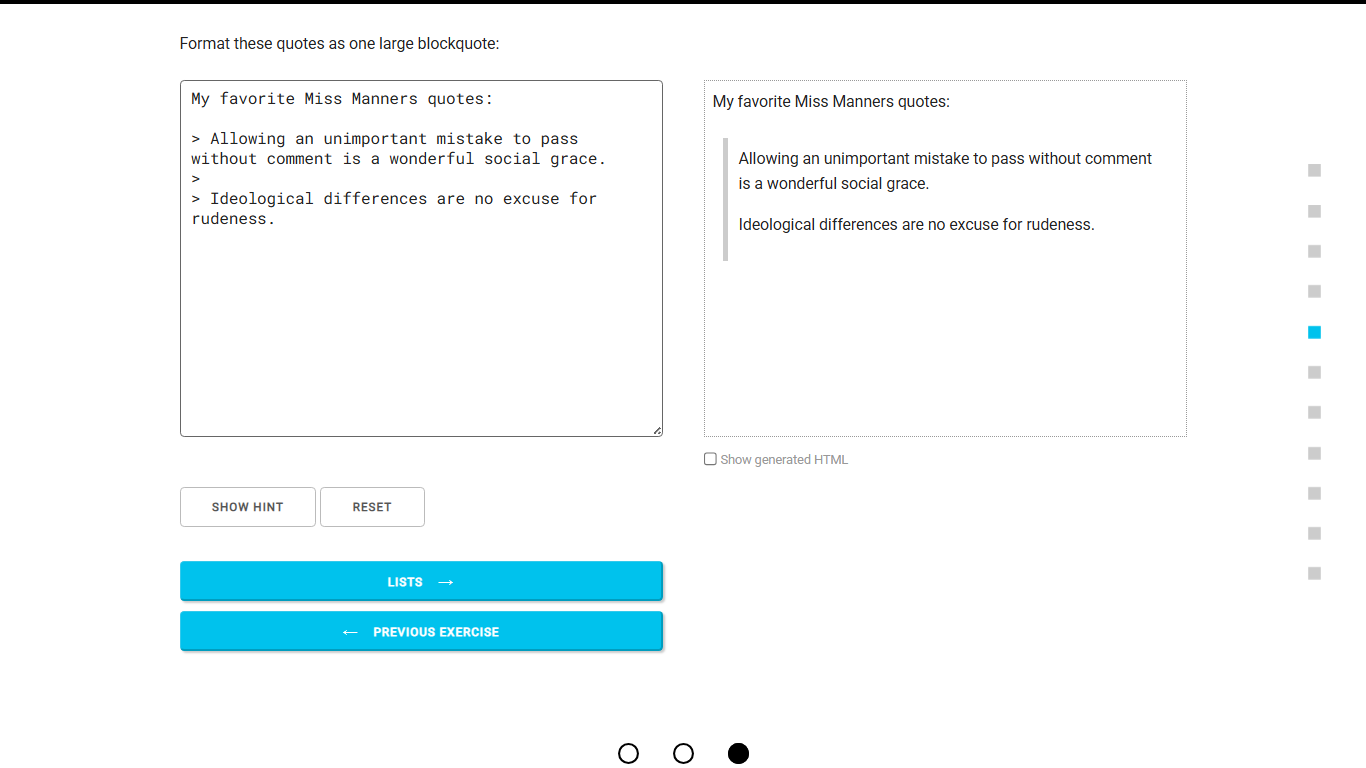 Format these quotes as one large blockquote:
My favorite Miss Manners quotes:
> Allowing an unimportant mistake to pass
without comment is a wonderful social grace.
>
> Ideological differences are no excuse for
rudeness.
My favorite Miss Manners quotes:
Allowing an unimportant mistake to pass without comment
is a wonderful social grace.
Ideological differences are no excuse for rudeness.
Show generated HTML
SHOW HINT
RESET
LISTS →
← PREVIOUS EXERCISE